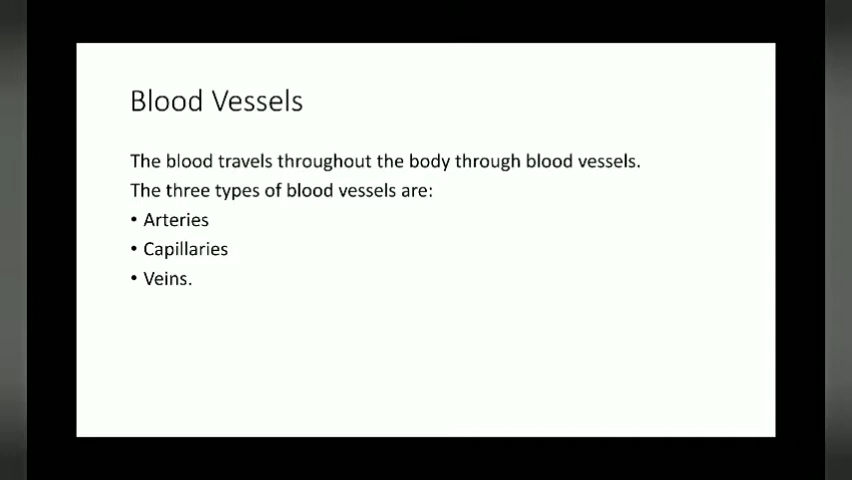 Blood Vessels
The blood travels throughout the body through blood vessels.
The three types of blood vessels are:
• Arteries
• Capillaries
• Veins.